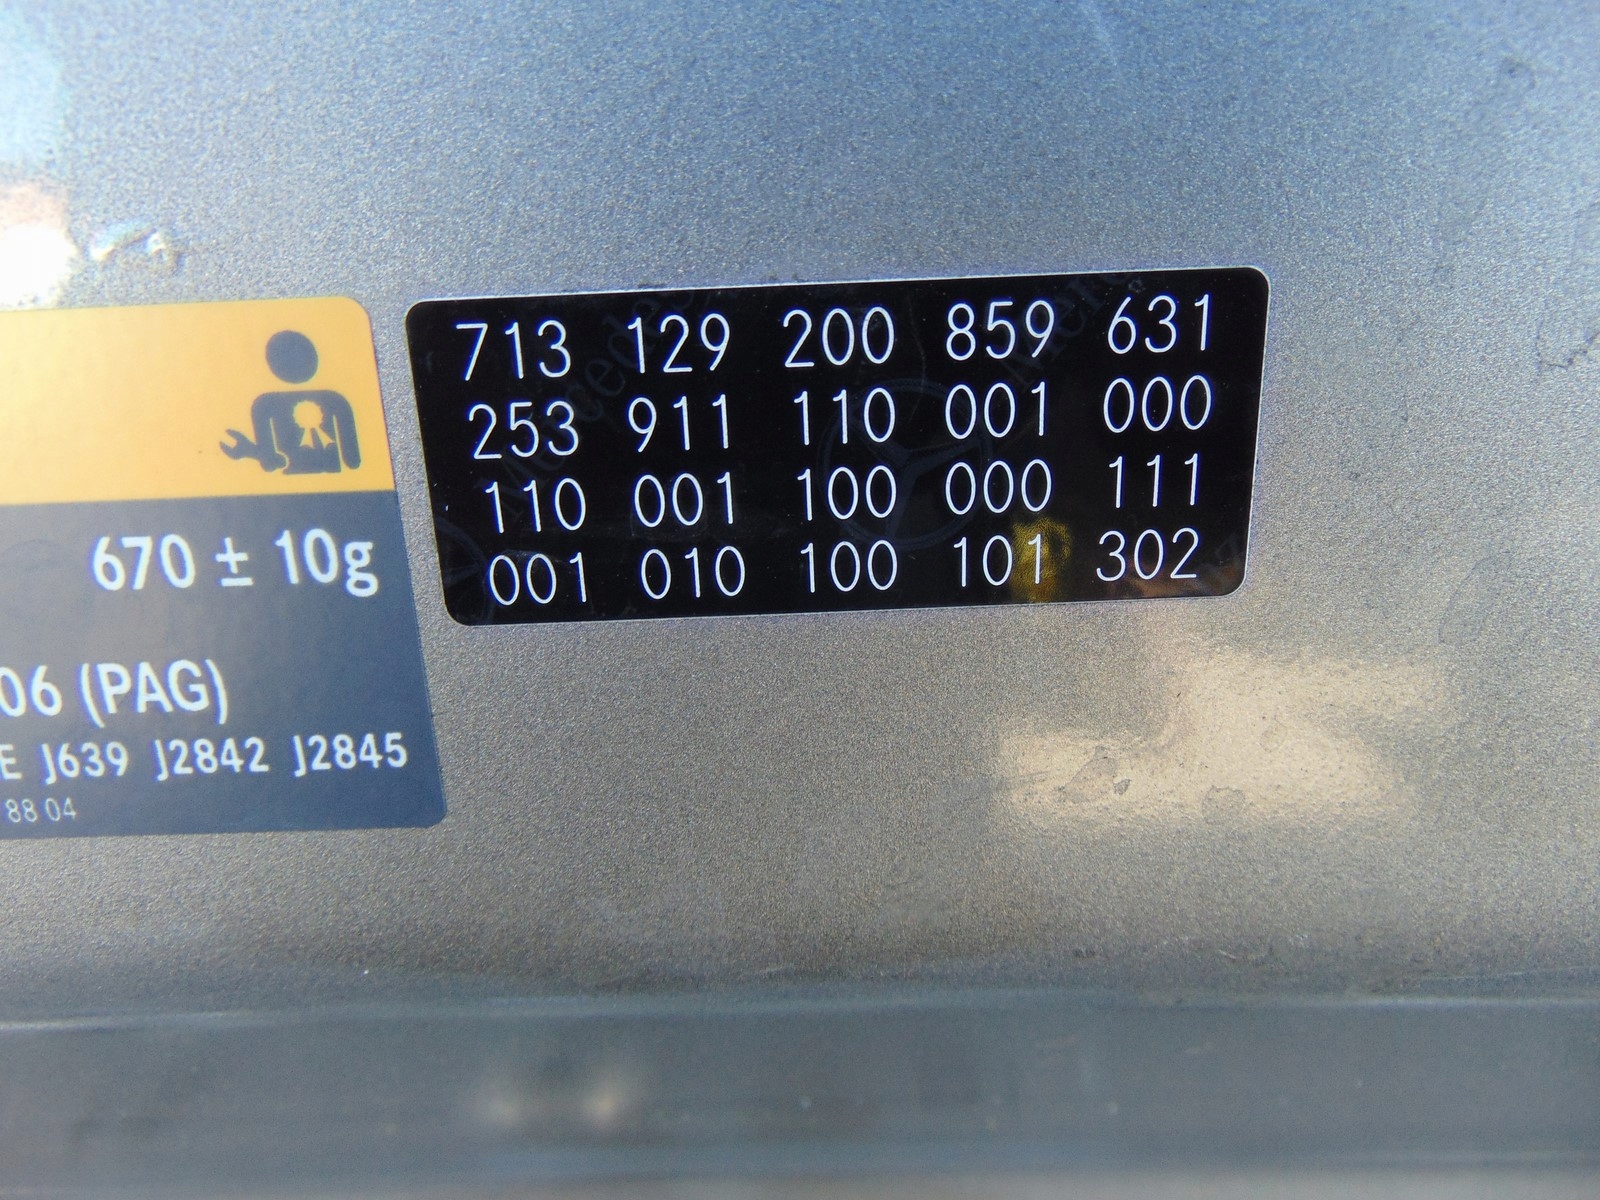 713 129 200 859 631
253 911 110 001 000
110 001 100 000 111
001 010 100 101 302
670 ± 10g
06 (PAG)
E J639 J2842 J2845
88 04